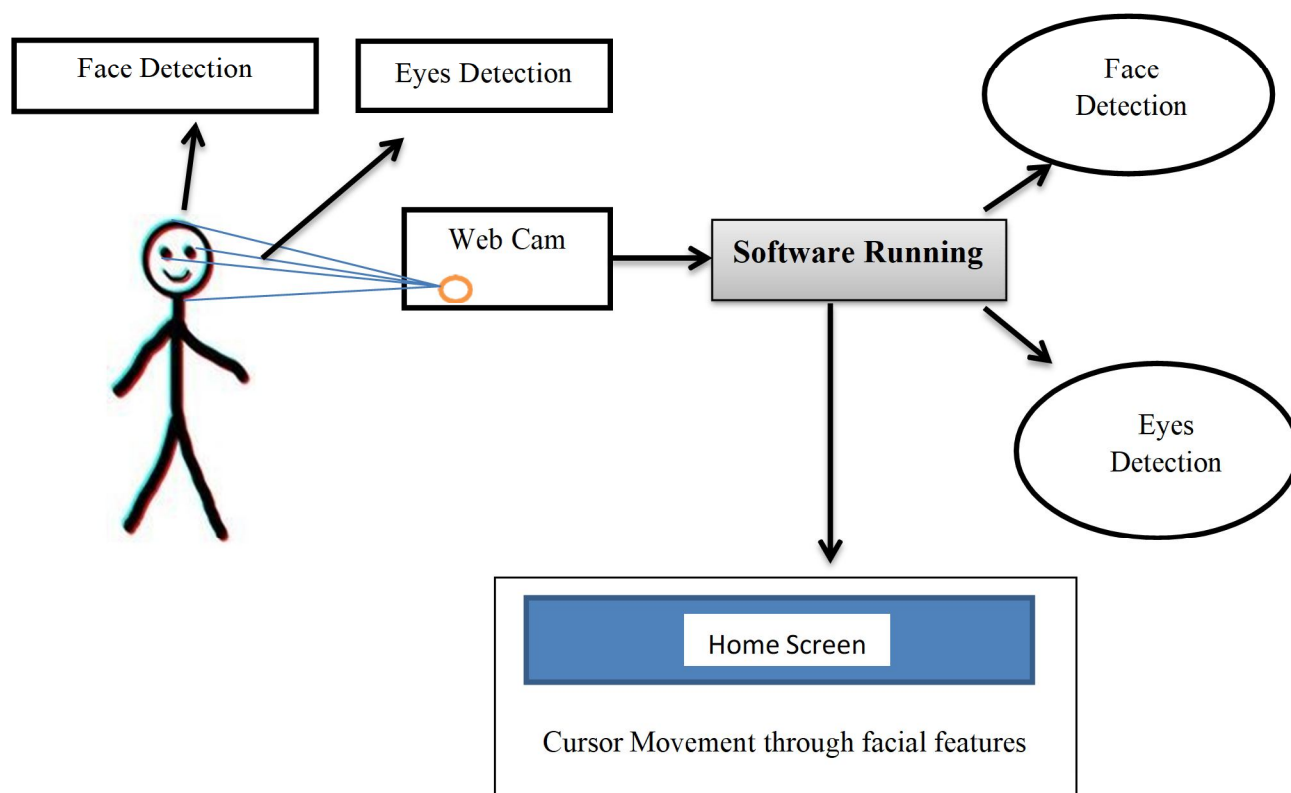 Face Detection
Eyes Detection
Face
Detection
Web Cam
Software Running
Eyes
Detection
Home Screen
Cursor Movement through facial features